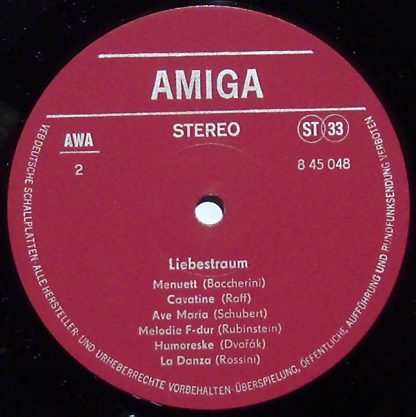 AMIGA
AWA
STEREO
ST 33
2
8 45 048
Liebestraum
Menuett (Boccherini)
Cavatine (Raff)
Ave Maria (Schubert)
Melodie F-dur (Rubinstein)
Humoreske (Dvořák)
La Danza (Rossini)
VEB DEUTSCHE SCHALLPLATTEN · ALLE HERSTELLER- UND URHEBERRECHTE VORBEHALTEN · ÜBERSPIELUNG, ÖFFENTLICHE, AUFFÜHRUNG UND RUNDFUNKSENDUNG VERBOTEN